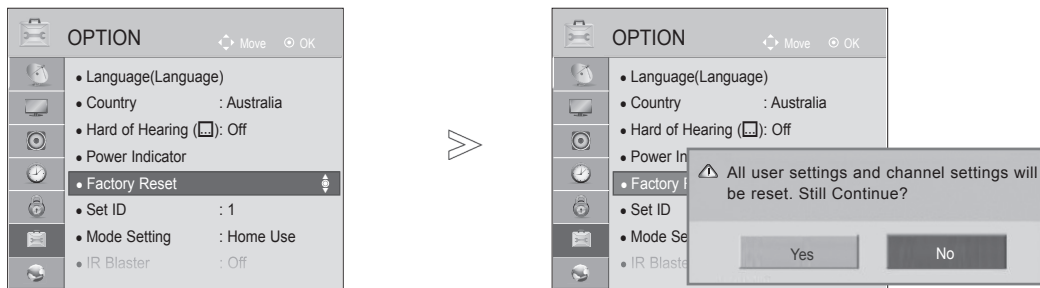 OPTION
Move OK
• Language(Language)
• Country : Australia
• Hard of Hearing (...): Off
• Power Indicator
• Factory Reset
• Set ID : 1
• Mode Setting : Home Use
• IR Blaster : Off
OPTION
Move OK
• Language(Language)
• Country : Australia
• Hard of Hearing (...): Off
• Power In
• Factory R
• Set ID
• Mode Se
• IR Blaste
All user settings and channel settings will
be reset. Still Continue?
Yes No